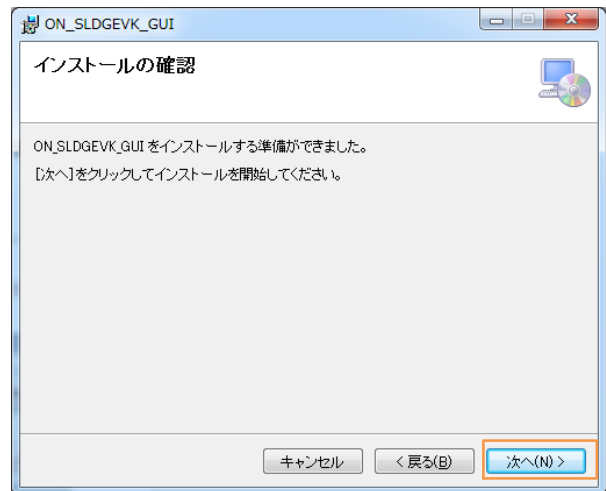 ON_SLDGEVK_GUI
インストールの確認
ON_SLDGEVK_GUI をインストールする準備ができました。
[次へ]をクリックしてインストールを開始してください。
キャンセル
< 戻る(B)
次へ(N) >